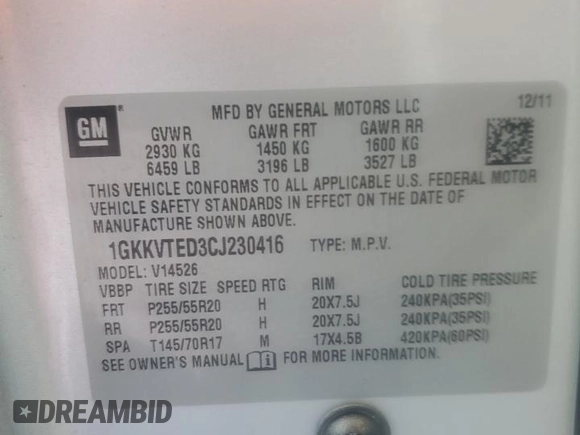 GM
MFD BY GENERAL MOTORS LLC 12/11
GVWR GAWR FRT GAWR RR
2930 KG 1450 KG 1600 KG
6459 LB 3196 LB 3527 LB
THIS VEHICLE CONFORMS TO ALL APPLICABLE U.S. FEDERAL MOTOR
VEHICLE SAFETY STANDARDS IN EFFECT ON THE DATE OF
MANUFACTURE SHOWN ABOVE.
1GKKVTED3CJ230416 TYPE: M.P.V.
MODEL: V14526
VBBP TIRE SIZE SPEED RTG RIM COLD TIRE PRESSURE
FRT P255/55R20 H 20X7.5J 240KPA(35PSI)
RR P255/55R20 H 20X7.5J 240KPA(35PSI)
SPA T145/70R17 M 17X4.5B 420KPA(60PSI)
SEE OWNER'S MANUAL FOR MORE INFORMATION.
DREAMBID